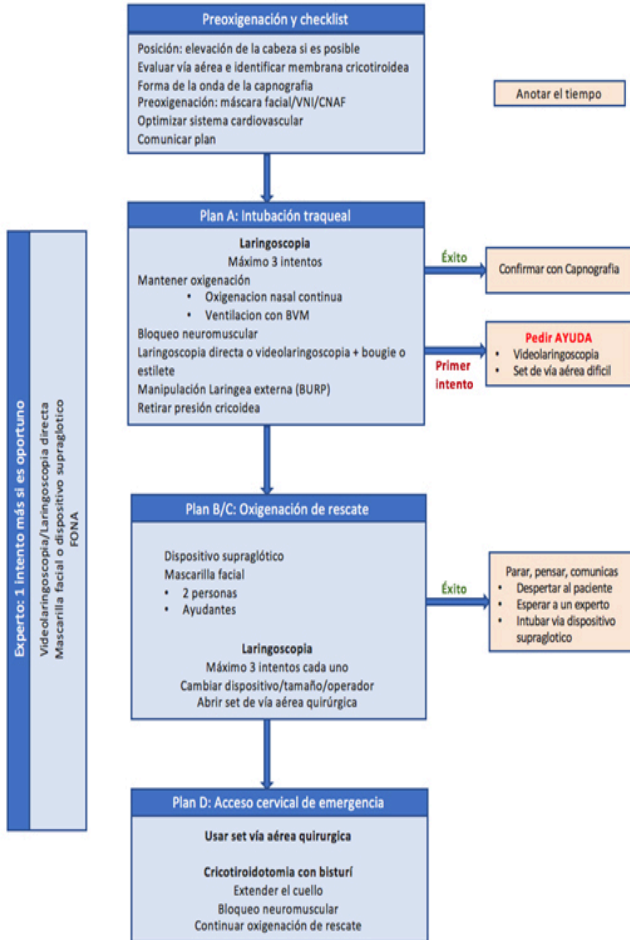 Preoxigenación y checklist
Posición: elevación de la cabeza si es posible
Evaluar vía aérea e identificar membrana cricotiroidea
Forma de la onda de la capnografia
Preoxigenación: máscara facial/VNI/CNAF
Optimizar sistema cardiovascular
Comunicar plan
Anotar el tiempo
Plan A: Intubación traqueal
Laringoscopia
Máximo 3 intentos
Mantener oxigenación
• Oxigenacion nasal continua
• Ventilacion con BVM
Bloqueo neuromuscular
Laringoscopia directa o videolaringoscopia + bougie o
estilete
Manipulación Laringea externa (BURP)
Retirar presión cricoidea
Éxito
Confirmar con Capnografia
Primer
intento
Pedir AYUDA
• Videolaringoscopia
• Set de vía aérea dificil
Experto: 1 intento más si es oportuno
Videolaringoscopia/Laringoscopia directa
Mascarilla facial o dispositivo supraglotico
FONA
Plan B/C: Oxigenación de rescate
Dispositivo supraglótico
Mascarilla facial
• 2 personas
• Ayudantes
Laringoscopia
Máximo 3 intentos cada uno
Cambiar dispositivo/tamaño/operador
Abrir set de vía aérea quirúrgica
Éxito
Parar, pensar, comunicas
• Despertar al paciente
• Esperar a un experto
• Intubar via dispositivo
supraglotico
Plan D: Acceso cervical de emergencia
Usar set vía aérea quirurgica
Cricotiroidotomia con bisturí
Extender el cuello
Bloqueo neuromuscular
Continuar oxigenación de rescate